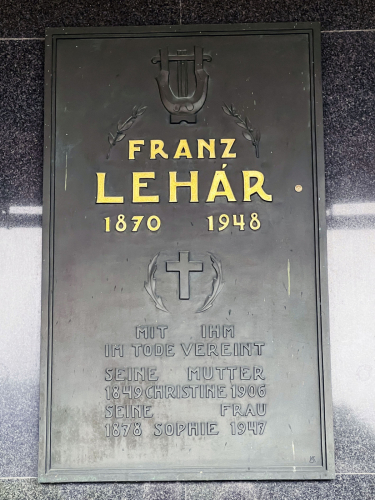 FRANZ
LEHÁR
1870 1948
MIT IHM
IM TODE VEREINT
SEINE MUTTER
1849 CHRISTINE 1906
SEINE FRAU
1878 SOPHIE 1947